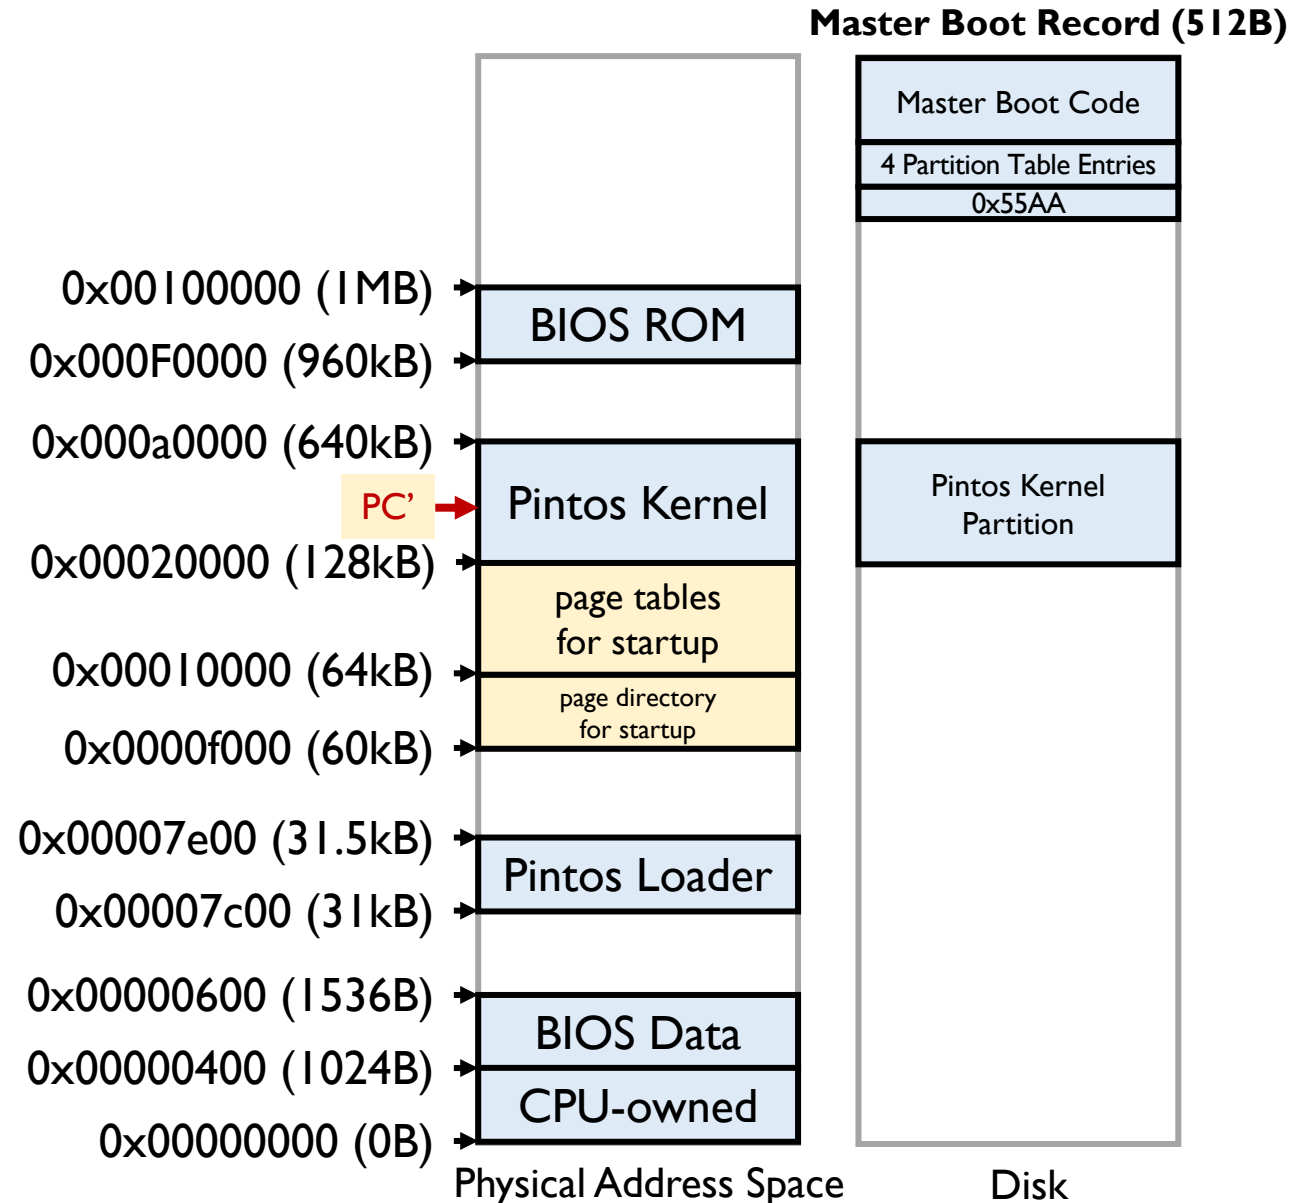 Master Boot Record (512B)
Master Boot Code
4 Partition Table Entries
0x55AA
0x00100000 (1MB)
BIOS ROM
0x000F0000 (960kB)
0x000a0000 (640kB)
PC’
Pintos Kernel
Pintos Kernel
Partition
0x00020000 (128kB)
page tables
for startup
0x00010000 (64kB)
page directory
for startup
0x0000f000 (60kB)
0x00007e00 (31.5kB)
Pintos Loader
0x00007c00 (31kB)
0x00000600 (1536B)
BIOS Data
0x00000400 (1024B)
CPU-owned
0x00000000 (0B)
Physical Address Space
Disk